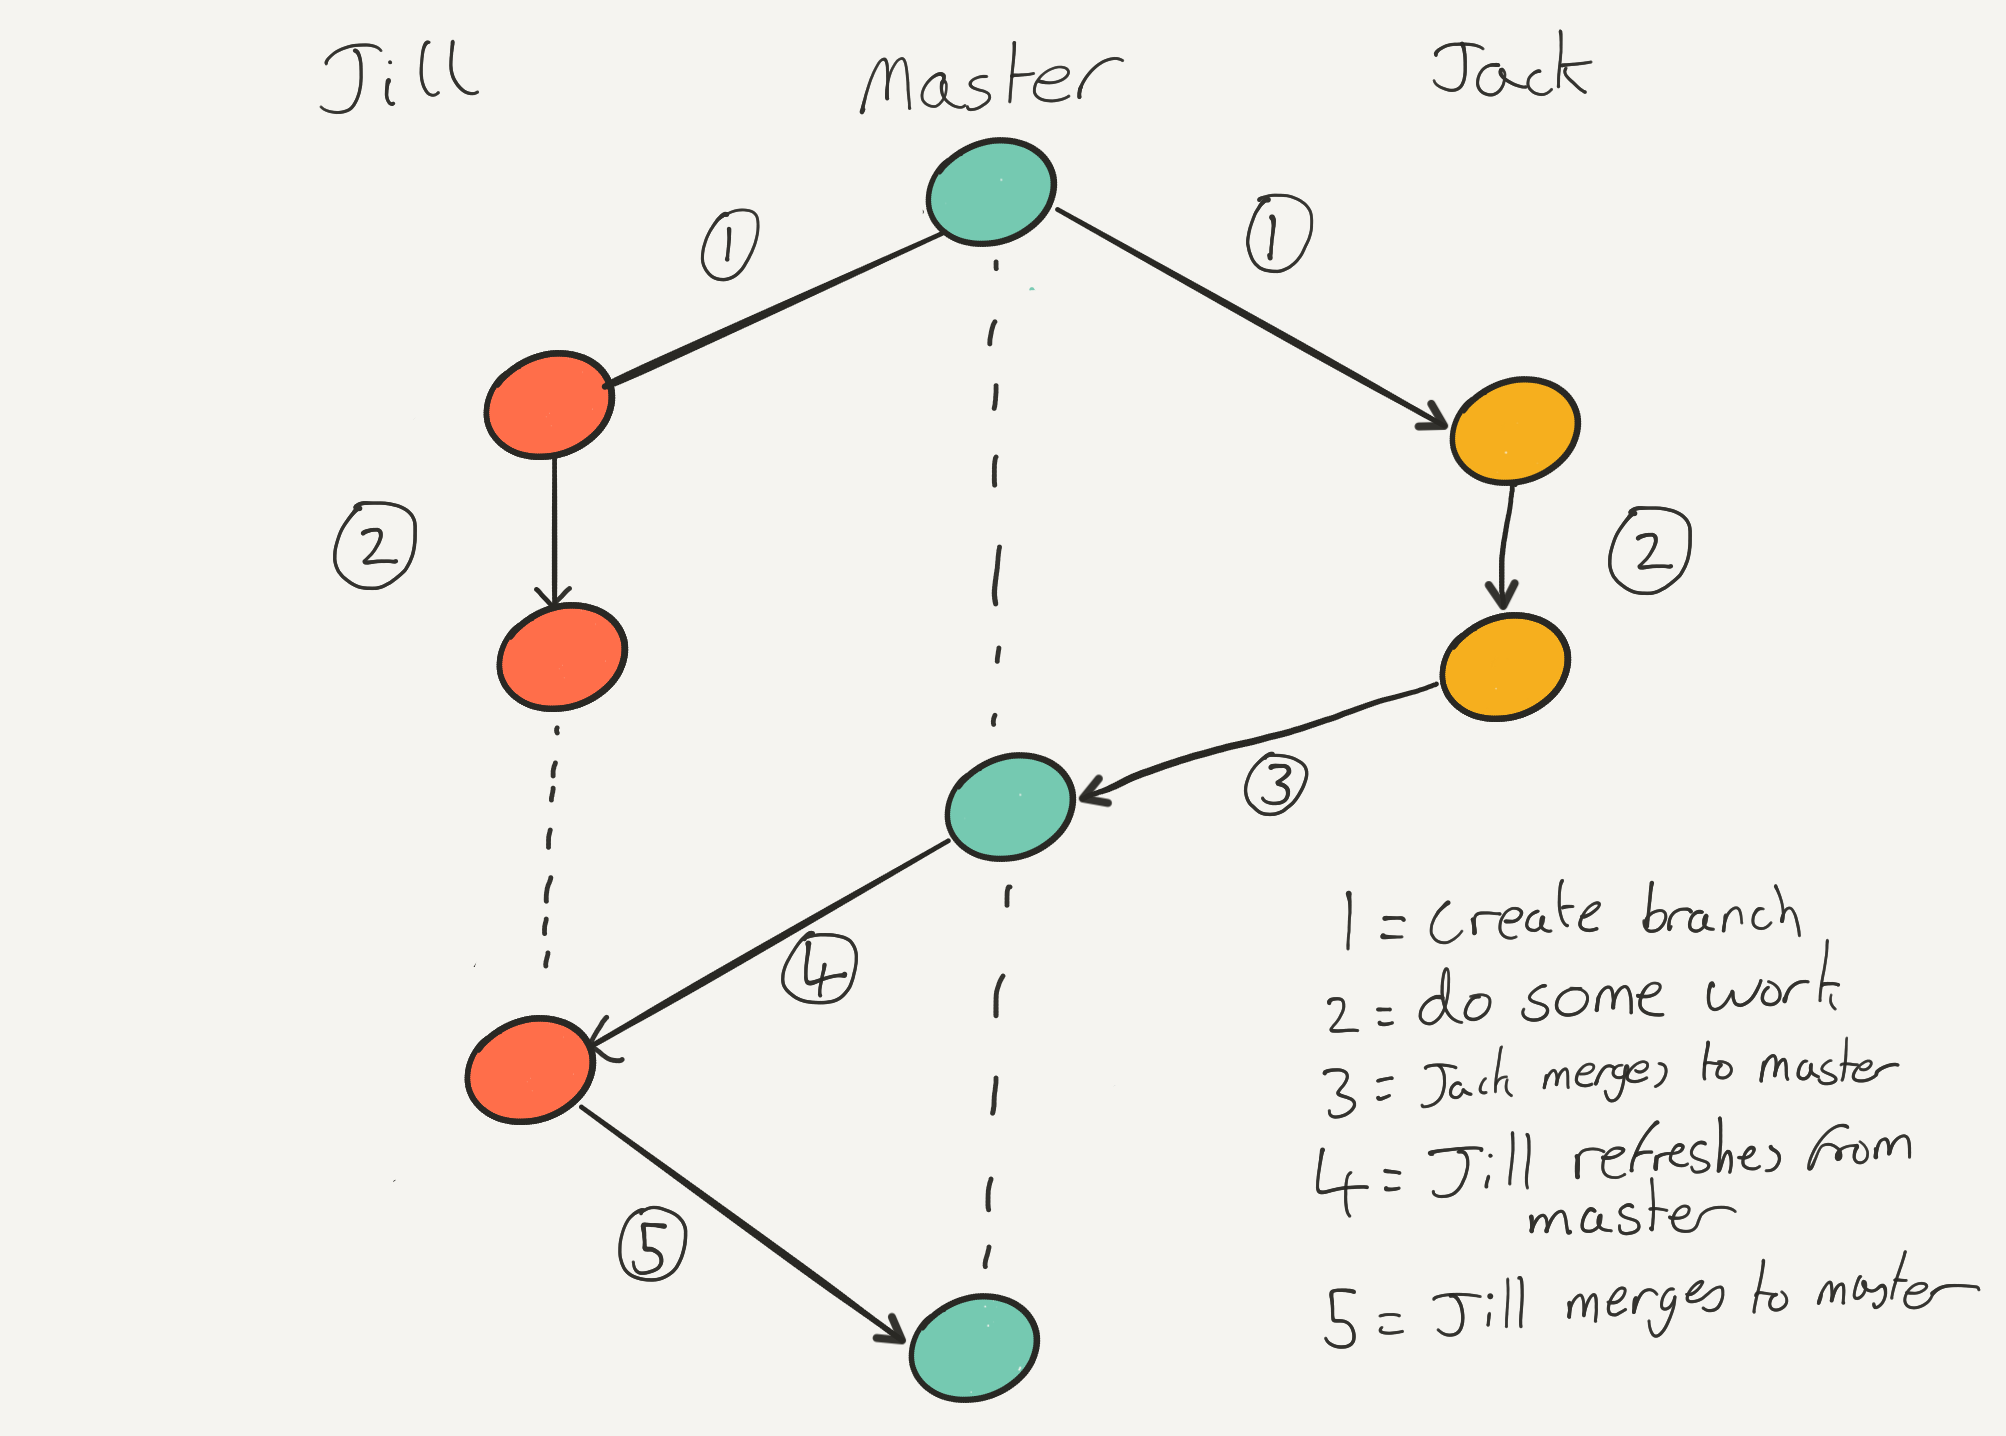 Jill Master Jack
1 1
2 2
3
4
5
1 = Create branch
2 = do some work
3 = Jack merges to master
4 = Jill refreshes from
master
5 = Jill merges to master